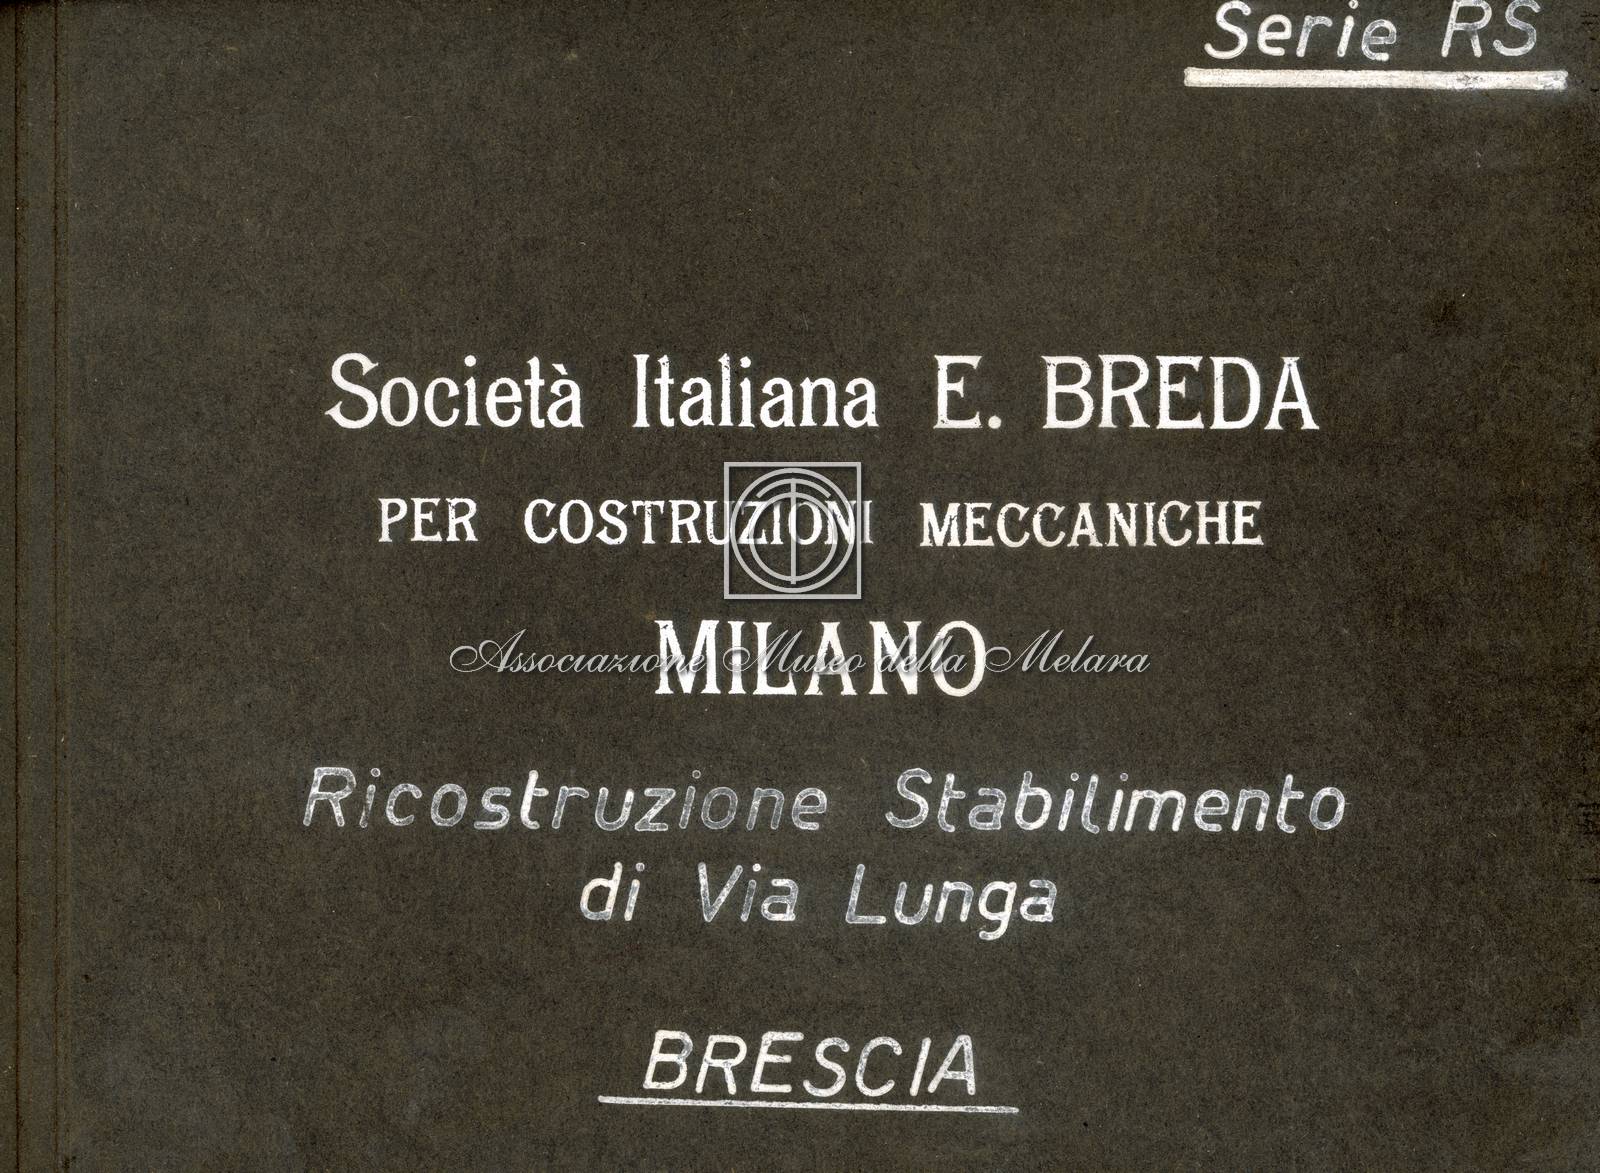 Serie RS
Società Italiana E. BREDA
PER COSTRUZIONI MECCANICHE
MILANO
Associazione Museo della Melara
Ricostruzione Stabilimento
di Via Lunga
BRESCIA